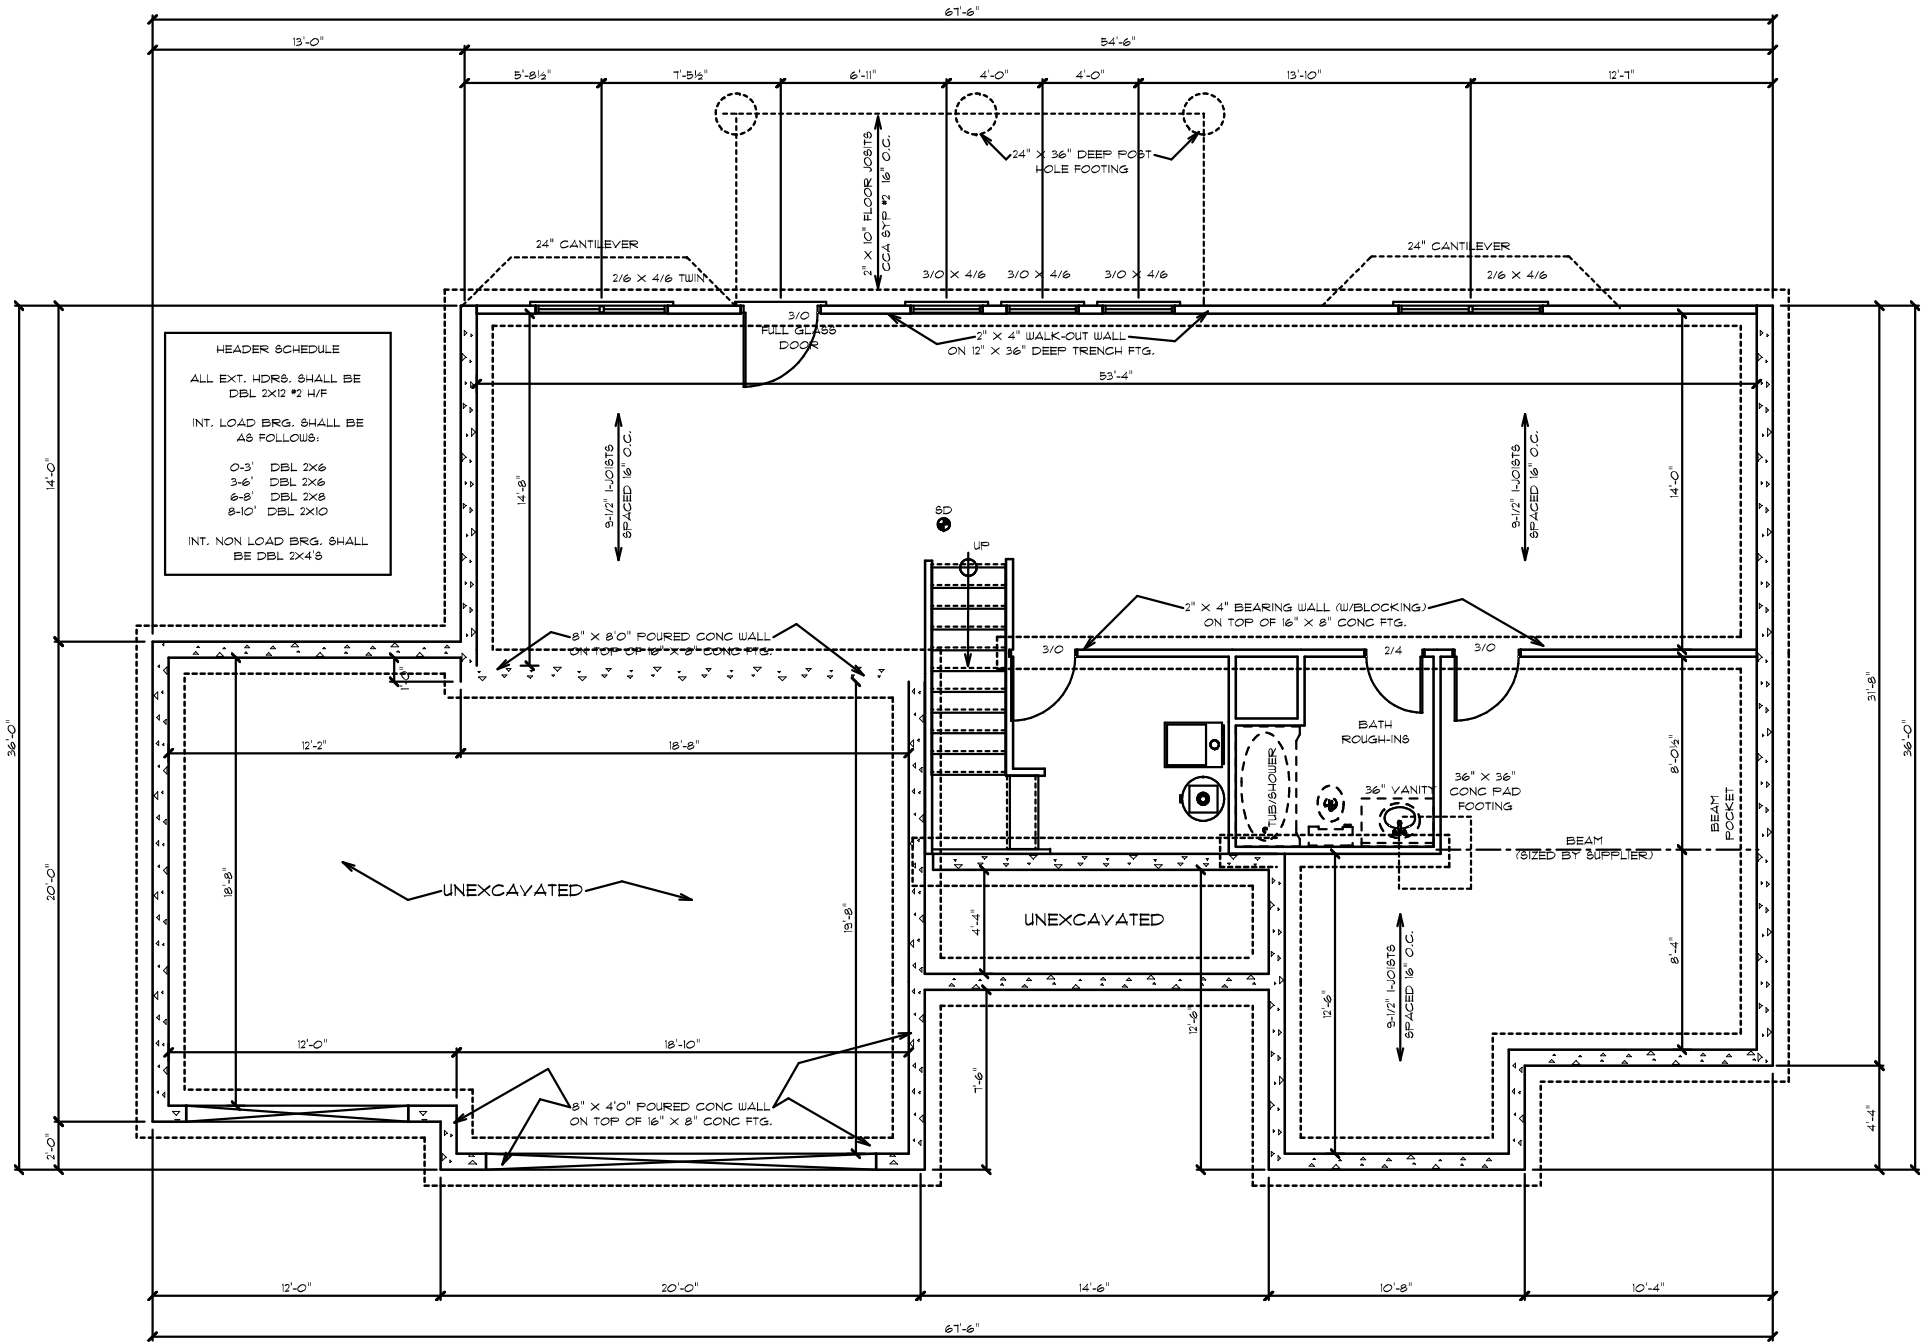 67'-6"
13'-0"
54'-6"
5'-8½"
7'-5½"
6'-11"
4'-0"
4'-0"
13'-10"
12'-7"
2" X 10" FLOOR JOSITS
CCA SYP #2 16" O.C.
24" X 36" DEEP POST
HOLE FOOTING
24" CANTILEVER
2/6 X 4/6 TWIN
3/0 X 4/6
3/0 X 4/6
3/0 X 4/6
24" CANTILEVER
2/6 X 4/6
3/0
FULL GLASS
DOOR
2" X 4" WALK-OUT WALL
ON 12" X 36" DEEP TRENCH FTG.
53'-4"
HEADER SCHEDULE
ALL EXT. HDRS. SHALL BE
DBL 2X12 #2 H/F
INT. LOAD BRG. SHALL BE
AS FOLLOWS:
0-3' DBL 2X6
3-6' DBL 2X6
6-8' DBL 2X8
8-10' DBL 2X10
INT. NON LOAD BRG. SHALL
BE DBL 2X4'S
36'-0"
14'-0"
20'-0"
2'-0"
14'-8"
9-1/2" I-JOISTS
SPACED 16" O.C.
SD
UP
9-1/2" I-JOISTS
SPACED 16" O.C.
14'-0"
31'-8"
36'-0"
4'-4"
8" X 8'0" POURED CONC WALL
ON TOP OF 16" X 8" CONC FTG.
2" X 4" BEARING WALL (W/BLOCKING)
ON TOP OF 16" X 8" CONC FTG.
3/0
2/4
3/0
1'-0"
12'-2"
18'-8"
BATH
ROUGH-INS
TUB/SHOWER
36" VANITY
36" X 36"
CONC PAD
FOOTING
8'-0½"
BEAM
POCKET
BEAM
(SIZED BY SUPPLIER)
UNEXCAVATED
18'-8"
19'-8"
4'-4"
UNEXCAVATED
12'-6"
12'-6"
9-1/2" I-JOISTS
SPACED 16" O.C.
8'-4"
12'-0"
18'-10"
7'-6"
8" X 4'0" POURED CONC WALL
ON TOP OF 16" X 8" CONC FTG.
12'-0"
20'-0"
14'-6"
10'-8"
10'-4"
67'-6"